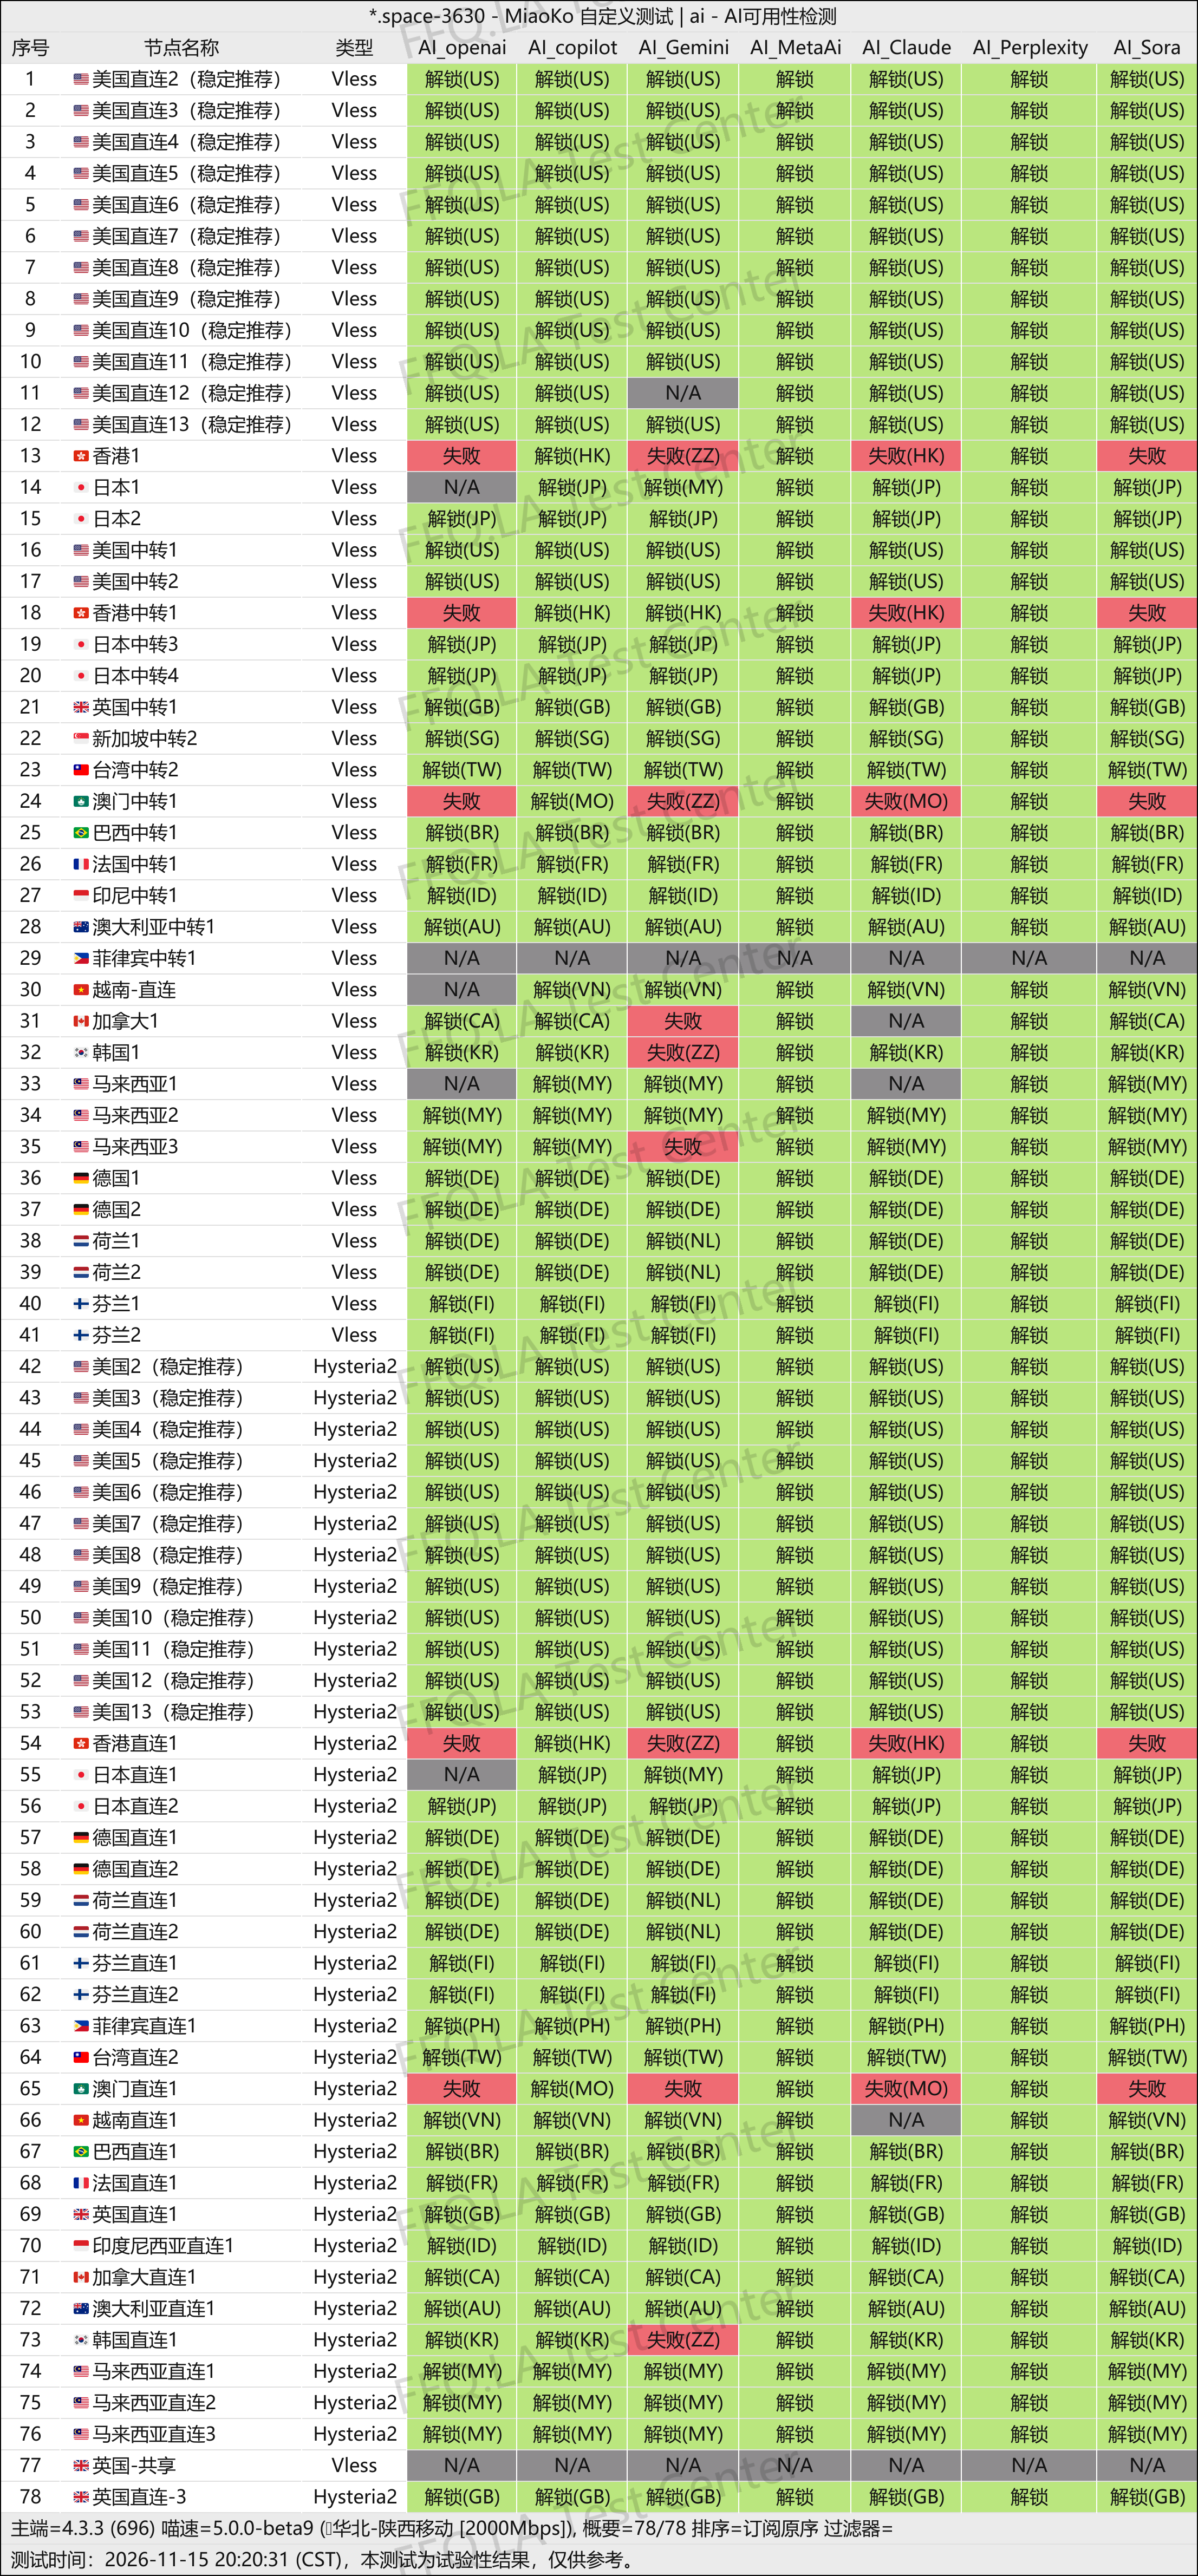 *.space-3630 - MiaoKo 自定义测试 | ai - AI可用性检测
序号 节点名称 类型 AI_openai AI_copilot AI_Gemini AI_MetaAi AI_Claude AI_Perplexity AI_Sora
1 美国直连2（稳定推荐） Vless 解锁(US) 解锁(US) 解锁(US) 解锁 解锁(US) 解锁 解锁(US)
2 美国直连3（稳定推荐） Vless 解锁(US) 解锁(US) 解锁(US) 解锁 解锁(US) 解锁 解锁(US)
3 美国直连4（稳定推荐） Vless 解锁(US) 解锁(US) 解锁(US) 解锁 解锁(US) 解锁 解锁(US)
4 美国直连5（稳定推荐） Vless 解锁(US) 解锁(US) 解锁(US) 解锁 解锁(US) 解锁 解锁(US)
5 美国直连6（稳定推荐） Vless 解锁(US) 解锁(US) 解锁(US) 解锁 解锁(US) 解锁 解锁(US)
6 美国直连7（稳定推荐） Vless 解锁(US) 解锁(US) 解锁(US) 解锁 解锁(US) 解锁 解锁(US)
7 美国直连8（稳定推荐） Vless 解锁(US) 解锁(US) 解锁(US) 解锁 解锁(US) 解锁 解锁(US)
8 美国直连9（稳定推荐） Vless 解锁(US) 解锁(US) 解锁(US) 解锁 解锁(US) 解锁 解锁(US)
9 美国直连10（稳定推荐） Vless 解锁(US) 解锁(US) 解锁(US) 解锁 解锁(US) 解锁 解锁(US)
10 美国直连11（稳定推荐） Vless 解锁(US) 解锁(US) 解锁(US) 解锁 解锁(US) 解锁 解锁(US)
11 美国直连12（稳定推荐） Vless 解锁(US) 解锁(US) N/A 解锁 解锁(US) 解锁 解锁(US)
12 美国直连13（稳定推荐） Vless 解锁(US) 解锁(US) 解锁(US) 解锁 解锁(US) 解锁 解锁(US)
13 香港1 Vless 失败 解锁(HK) 失败(ZZ) 解锁 失败(HK) 解锁 失败
14 日本1 Vless N/A 解锁(JP) 解锁(MY) 解锁 解锁(JP) 解锁 解锁(JP)
15 日本2 Vless 解锁(JP) 解锁(JP) 解锁(JP) 解锁 解锁(JP) 解锁 解锁(JP)
16 美国中转1 Vless 解锁(US) 解锁(US) 解锁(US) 解锁 解锁(US) 解锁 解锁(US)
17 美国中转2 Vless 解锁(US) 解锁(US) 解锁(US) 解锁 解锁(US) 解锁 解锁(US)
18 香港中转1 Vless 失败 解锁(HK) 解锁(HK) 解锁 失败(HK) 解锁 失败
19 日本中转3 Vless 解锁(JP) 解锁(JP) 解锁(JP) 解锁 解锁(JP) 解锁 解锁(JP)
20 日本中转4 Vless 解锁(JP) 解锁(JP) 解锁(JP) 解锁 解锁(JP) 解锁 解锁(JP)
21 英国中转1 Vless 解锁(GB) 解锁(GB) 解锁(GB) 解锁 解锁(GB) 解锁 解锁(GB)
22 新加坡中转2 Vless 解锁(SG) 解锁(SG) 解锁(SG) 解锁 解锁(SG) 解锁 解锁(SG)
23 台湾中转2 Vless 解锁(TW) 解锁(TW) 解锁(TW) 解锁 解锁(TW) 解锁 解锁(TW)
24 澳门中转1 Vless 失败 解锁(MO) 失败(ZZ) 解锁 失败(MO) 解锁 失败
25 巴西中转1 Vless 解锁(BR) 解锁(BR) 解锁(BR) 解锁 解锁(BR) 解锁 解锁(BR)
26 法国中转1 Vless 解锁(FR) 解锁(FR) 解锁(FR) 解锁 解锁(FR) 解锁 解锁(FR)
27 印尼中转1 Vless 解锁(ID) 解锁(ID) 解锁(ID) 解锁 解锁(ID) 解锁 解锁(ID)
28 澳大利亚中转1 Vless 解锁(AU) 解锁(AU) 解锁(AU) 解锁 解锁(AU) 解锁 解锁(AU)
29 菲律宾中转1 Vless N/A N/A N/A N/A N/A N/A N/A
30 越南-直连 Vless N/A 解锁(VN) 解锁(VN) 解锁 解锁(VN) 解锁 解锁(VN)
31 加拿大1 Vless 解锁(CA) 解锁(CA) 失败 解锁 N/A 解锁 解锁(CA)
32 韩国1 Vless 解锁(KR) 解锁(KR) 失败(ZZ) 解锁 解锁(KR) 解锁 解锁(KR)
33 马来西亚1 Vless N/A 解锁(MY) 解锁(MY) 解锁 N/A 解锁 解锁(MY)
34 马来西亚2 Vless 解锁(MY) 解锁(MY) 解锁(MY) 解锁 解锁(MY) 解锁 解锁(MY)
35 马来西亚3 Vless 解锁(MY) 解锁(MY) 失败 解锁 解锁(MY) 解锁 解锁(MY)
36 德国1 Vless 解锁(DE) 解锁(DE) 解锁(DE) 解锁 解锁(DE) 解锁 解锁(DE)
37 德国2 Vless 解锁(DE) 解锁(DE) 解锁(DE) 解锁 解锁(DE) 解锁 解锁(DE)
38 荷兰1 Vless 解锁(DE) 解锁(DE) 解锁(NL) 解锁 解锁(DE) 解锁 解锁(DE)
39 荷兰2 Vless 解锁(DE) 解锁(DE) 解锁(NL) 解锁 解锁(DE) 解锁 解锁(DE)
40 芬兰1 Vless 解锁(FI) 解锁(FI) 解锁(FI) 解锁 解锁(FI) 解锁 解锁(FI)
41 芬兰2 Vless 解锁(FI) 解锁(FI) 解锁(FI) 解锁 解锁(FI) 解锁 解锁(FI)
42 美国2（稳定推荐） Hysteria2 解锁(US) 解锁(US) 解锁(US) 解锁 解锁(US) 解锁 解锁(US)
43 美国3（稳定推荐） Hysteria2 解锁(US) 解锁(US) 解锁(US) 解锁 解锁(US) 解锁 解锁(US)
44 美国4（稳定推荐） Hysteria2 解锁(US) 解锁(US) 解锁(US) 解锁 解锁(US) 解锁 解锁(US)
45 美国5（稳定推荐） Hysteria2 解锁(US) 解锁(US) 解锁(US) 解锁 解锁(US) 解锁 解锁(US)
46 美国6（稳定推荐） Hysteria2 解锁(US) 解锁(US) 解锁(US) 解锁 解锁(US) 解锁 解锁(US)
47 美国7（稳定推荐） Hysteria2 解锁(US) 解锁(US) 解锁(US) 解锁 解锁(US) 解锁 解锁(US)
48 美国8（稳定推荐） Hysteria2 解锁(US) 解锁(US) 解锁(US) 解锁 解锁(US) 解锁 解锁(US)
49 美国9（稳定推荐） Hysteria2 解锁(US) 解锁(US) 解锁(US) 解锁 解锁(US) 解锁 解锁(US)
50 美国10（稳定推荐） Hysteria2 解锁(US) 解锁(US) 解锁(US) 解锁 解锁(US) 解锁 解锁(US)
51 美国11（稳定推荐） Hysteria2 解锁(US) 解锁(US) 解锁(US) 解锁 解锁(US) 解锁 解锁(US)
52 美国12（稳定推荐） Hysteria2 解锁(US) 解锁(US) 解锁(US) 解锁 解锁(US) 解锁 解锁(US)
53 美国13（稳定推荐） Hysteria2 解锁(US) 解锁(US) 解锁(US) 解锁 解锁(US) 解锁 解锁(US)
54 香港直连1 Hysteria2 失败 解锁(HK) 失败(ZZ) 解锁 失败(HK) 解锁 失败
55 日本直连1 Hysteria2 N/A 解锁(JP) 解锁(MY) 解锁 解锁(JP) 解锁 解锁(JP)
56 日本直连2 Hysteria2 解锁(JP) 解锁(JP) 解锁(JP) 解锁 解锁(JP) 解锁 解锁(JP)
57 德国直连1 Hysteria2 解锁(DE) 解锁(DE) 解锁(DE) 解锁 解锁(DE) 解锁 解锁(DE)
58 德国直连2 Hysteria2 解锁(DE) 解锁(DE) 解锁(DE) 解锁 解锁(DE) 解锁 解锁(DE)
59 荷兰直连1 Hysteria2 解锁(DE) 解锁(DE) 解锁(NL) 解锁 解锁(DE) 解锁 解锁(DE)
60 荷兰直连2 Hysteria2 解锁(DE) 解锁(DE) 解锁(NL) 解锁 解锁(DE) 解锁 解锁(DE)
61 芬兰直连1 Hysteria2 解锁(FI) 解锁(FI) 解锁(FI) 解锁 解锁(FI) 解锁 解锁(FI)
62 芬兰直连2 Hysteria2 解锁(FI) 解锁(FI) 解锁(FI) 解锁 解锁(FI) 解锁 解锁(FI)
63 菲律宾直连1 Hysteria2 解锁(PH) 解锁(PH) 解锁(PH) 解锁 解锁(PH) 解锁 解锁(PH)
64 台湾直连2 Hysteria2 解锁(TW) 解锁(TW) 解锁(TW) 解锁 解锁(TW) 解锁 解锁(TW)
65 澳门直连1 Hysteria2 失败 解锁(MO) 失败 解锁 失败(MO) 解锁 失败
66 越南直连1 Hysteria2 解锁(VN) 解锁(VN) 解锁(VN) 解锁 N/A 解锁 解锁(VN)
67 巴西直连1 Hysteria2 解锁(BR) 解锁(BR) 解锁(BR) 解锁 解锁(BR) 解锁 解锁(BR)
68 法国直连1 Hysteria2 解锁(FR) 解锁(FR) 解锁(FR) 解锁 解锁(FR) 解锁 解锁(FR)
69 英国直连1 Hysteria2 解锁(GB) 解锁(GB) 解锁(GB) 解锁 解锁(GB) 解锁 解锁(GB)
70 印度尼西亚直连1 Hysteria2 解锁(ID) 解锁(ID) 解锁(ID) 解锁 解锁(ID) 解锁 解锁(ID)
71 加拿大直连1 Hysteria2 解锁(CA) 解锁(CA) 解锁(CA) 解锁 解锁(CA) 解锁 解锁(CA)
72 澳大利亚直连1 Hysteria2 解锁(AU) 解锁(AU) 解锁(AU) 解锁 解锁(AU) 解锁 解锁(AU)
73 韩国直连1 Hysteria2 解锁(KR) 解锁(KR) 失败(ZZ) 解锁 解锁(KR) 解锁 解锁(KR)
74 马来西亚直连1 Hysteria2 解锁(MY) 解锁(MY) 解锁(MY) 解锁 解锁(MY) 解锁 解锁(MY)
75 马来西亚直连2 Hysteria2 解锁(MY) 解锁(MY) 解锁(MY) 解锁 解锁(MY) 解锁 解锁(MY)
76 马来西亚直连3 Hysteria2 解锁(MY) 解锁(MY) 解锁(MY) 解锁 解锁(MY) 解锁 解锁(MY)
77 英国-共享 Vless N/A N/A N/A N/A N/A N/A N/A
78 英国直连-3 Hysteria2 解锁(GB) 解锁(GB) 解锁(GB) 解锁 解锁(GB) 解锁 解锁(GB)
主端=4.3.3 (696) 喵速=5.0.0-beta9 (华北-陕西移动 [2000Mbps]), 概要=78/78 排序=订阅原序 过滤器=
测试时间：2026-11-15 20:20:31 (CST)，本测试为试验性结果，仅供参考。
FFQ.LA Test Center